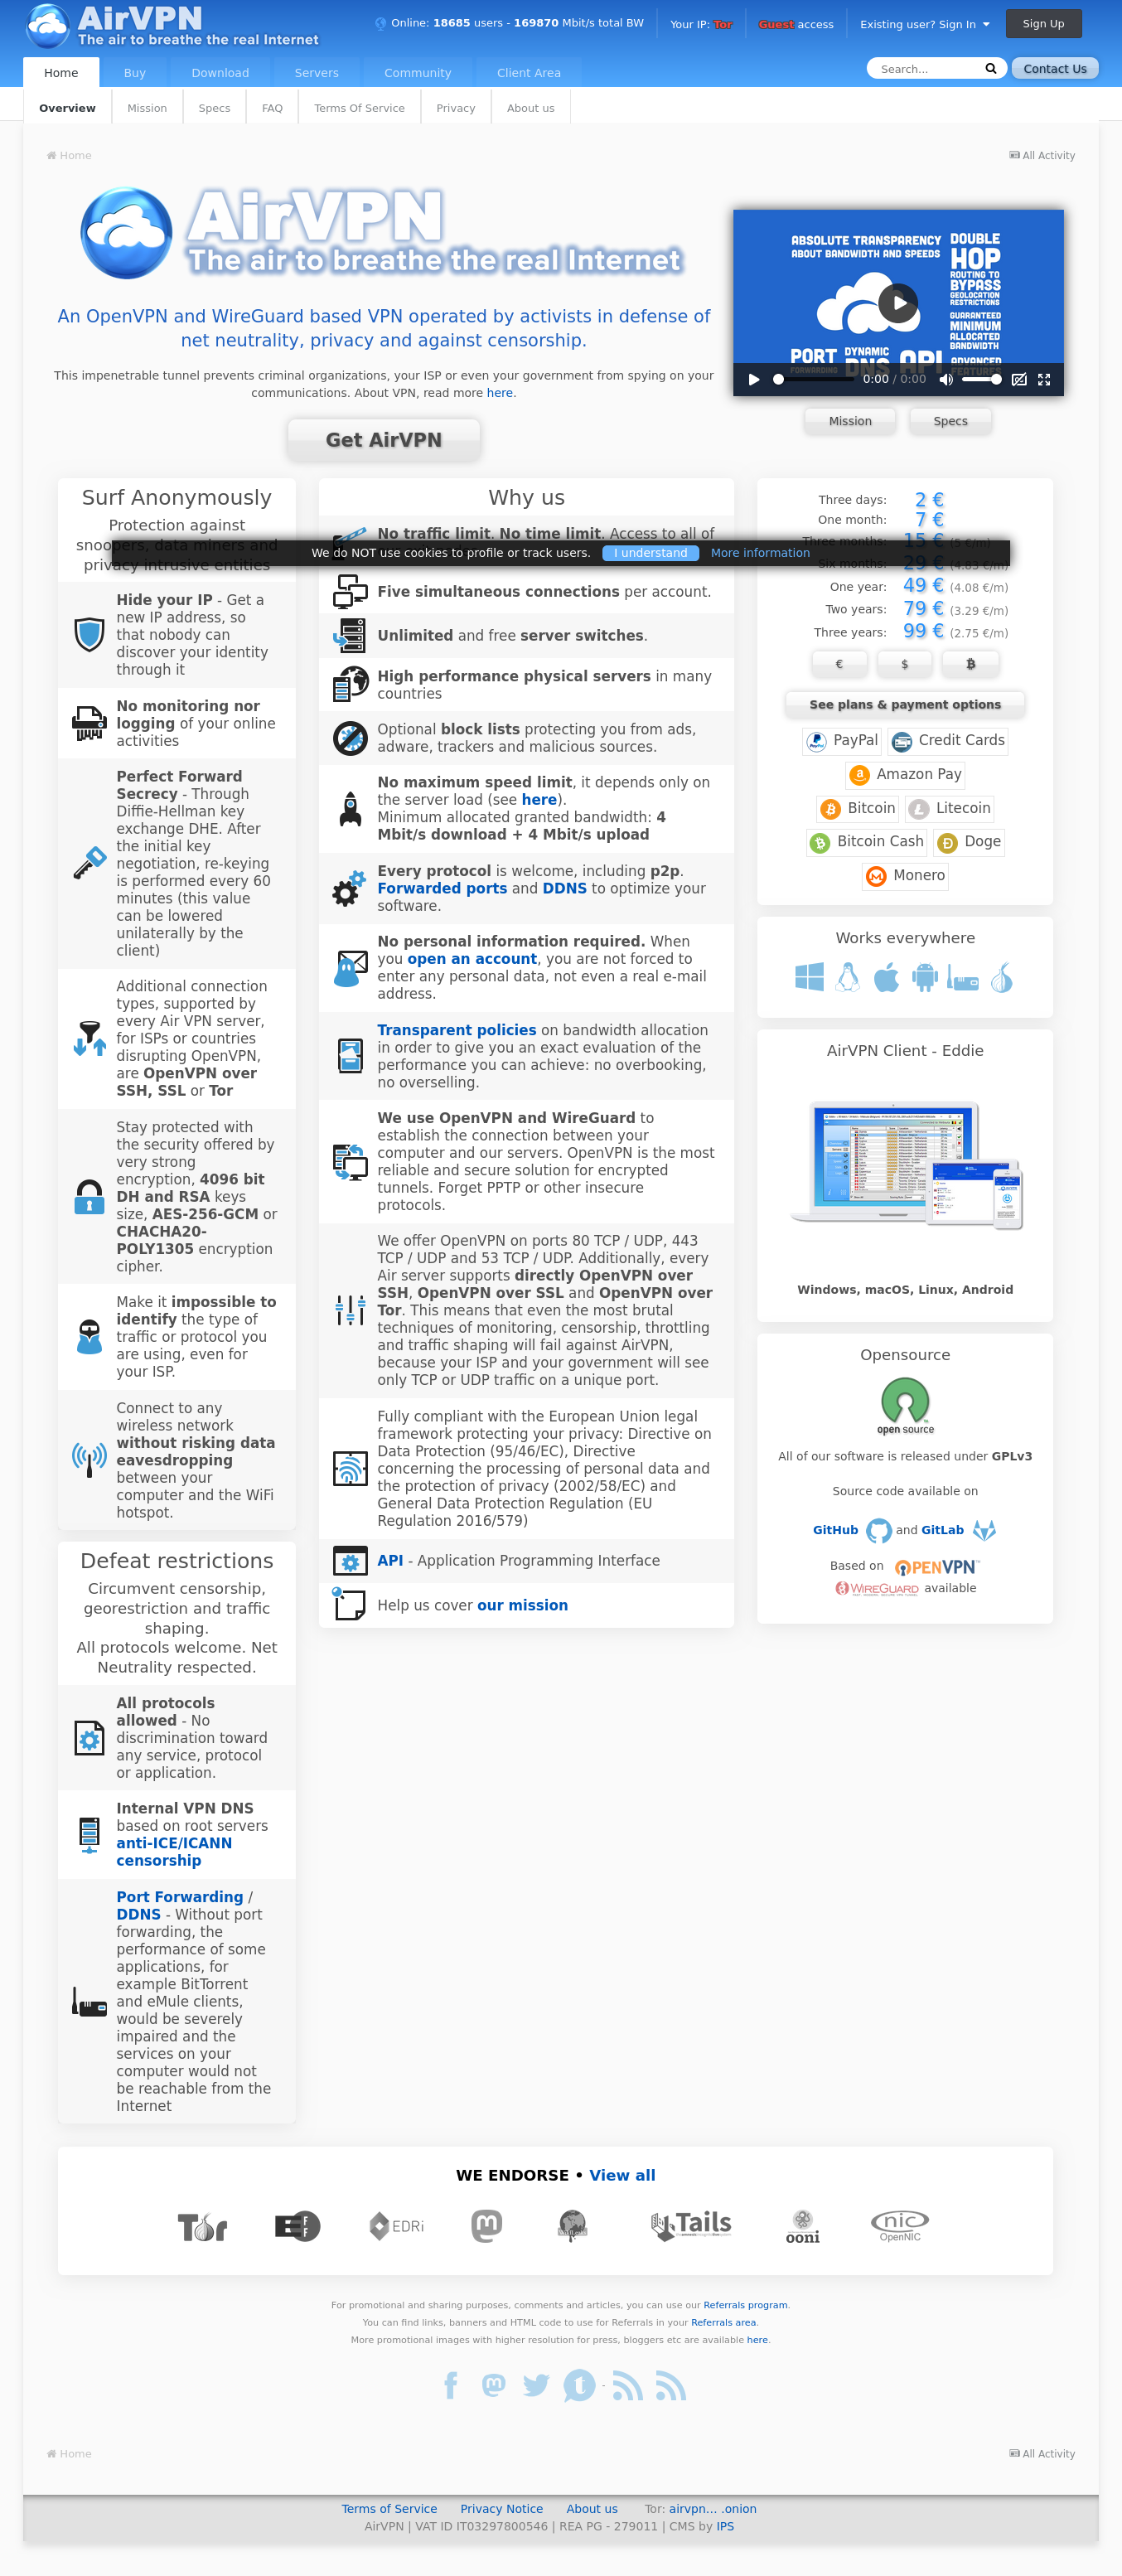 AirVPN
The air to breathe the real Internet
Online: 18685 users - 169870 Mbit/s total BW
Your IP: Tor
Guest access
Existing user? Sign In
Sign Up
Home
Buy
Download
Servers
Community
Client Area
Search...
Contact Us
Overview
Mission
Specs
FAQ
Terms Of Service
Privacy
About us
Home
All Activity
AirVPN
The air to breathe the real Internet
An OpenVPN and WireGuard based VPN operated by activists in defense of
net neutrality, privacy and against censorship.
This impenetrable tunnel prevents criminal organizations, your ISP or even your government from spying on your
communications. About VPN, read more here.
Get AirVPN
ABSOLUTE TRANSPARENCY
ABOUT BANDWIDTH AND SPEEDS
DOUBLE
HOP
ROUTING TO
BYPASS
GEOLOCATION
RESTRICTIONS
GUARANTEED
MINIMUM
ALLOCATED
BANDWIDTH
PORT
FORWARDING
DYNAMIC
DNS
API
ADVANCED
FEATURES
0:00 / 0:00
Mission
Specs
Surf Anonymously
Protection against
snoopers, data miners and
privacy intrusive entities
Hide your IP - Get a
new IP address, so
that nobody can
discover your identity
through it
No monitoring nor
logging of your online
activities
Perfect Forward
Secrecy - Through
Diffie-Hellman key
exchange DHE. After
the initial key
negotiation, re-keying
is performed every 60
minutes (this value
can be lowered
unilaterally by the
client)
Additional connection
types, supported by
every Air VPN server,
for ISPs or countries
disrupting OpenVPN,
are OpenVPN over
SSH, SSL or Tor
Stay protected with
the security offered by
very strong
encryption, 4096 bit
DH and RSA keys
size, AES-256-GCM or
CHACHA20-
POLY1305 encryption
cipher.
Make it impossible to
identify the type of
traffic or protocol you
are using, even for
your ISP.
Connect to any
wireless network
without risking data
eavesdropping
between your
computer and the WiFi
hotspot.
Defeat restrictions
Circumvent censorship,
georestriction and traffic
shaping.
All protocols welcome. Net
Neutrality respected.
All protocols
allowed - No
discrimination toward
any service, protocol
or application.
Internal VPN DNS
based on root servers
anti-ICE/ICANN
censorship
Port Forwarding /
DDNS - Without port
forwarding, the
performance of some
applications, for
example BitTorrent
and eMule clients,
would be severely
impaired and the
services on your
computer would not
be reachable from the
Internet
Why us
No traffic limit. No time limit. Access to all of
We do NOT use cookies to profile or track users. I understand More information
Five simultaneous connections per account.
Unlimited and free server switches.
High performance physical servers in many
countries
Optional block lists protecting you from ads,
adware, trackers and malicious sources.
No maximum speed limit, it depends only on
the server load (see here).
Minimum allocated granted bandwidth: 4
Mbit/s download + 4 Mbit/s upload
Every protocol is welcome, including p2p.
Forwarded ports and DDNS to optimize your
software.
No personal information required. When
you open an account, you are not forced to
enter any personal data, not even a real e-mail
address.
Transparent policies on bandwidth allocation
in order to give you an exact evaluation of the
performance you can achieve: no overbooking,
no overselling.
We use OpenVPN and WireGuard to
establish the connection between your
computer and our servers. OpenVPN is the most
reliable and secure solution for encrypted
tunnels. Forget PPTP or other insecure
protocols.
We offer OpenVPN on ports 80 TCP / UDP, 443
TCP / UDP and 53 TCP / UDP. Additionally, every
Air server supports directly OpenVPN over
SSH, OpenVPN over SSL and OpenVPN over
Tor. This means that even the most brutal
techniques of monitoring, censorship, throttling
and traffic shaping will fail against AirVPN,
because your ISP and your government will see
only TCP or UDP traffic on a unique port.
Fully compliant with the European Union legal
framework protecting your privacy: Directive on
Data Protection (95/46/EC), Directive
concerning the processing of personal data and
the protection of privacy (2002/58/EC) and
General Data Protection Regulation (EU
Regulation 2016/579)
API - Application Programming Interface
Help us cover our mission
Three days: 2 €
One month: 7 €
Three months: 15 € (5 €/m)
Six months: 29 € (4.83 €/m)
One year: 49 € (4.08 €/m)
Two years: 79 € (3.29 €/m)
Three years: 99 € (2.75 €/m)
€
$
₿
See plans & payment options
PayPal
Credit Cards
Amazon Pay
Bitcoin
Litecoin
Bitcoin Cash
Doge
Monero
Works everywhere
AirVPN Client - Eddie
Windows, macOS, Linux, Android
Opensource
open source
All of our software is released under GPLv3
Source code available on
GitHub and GitLab
Based on OPENVPN™
WIREGUARD available
WE ENDORSE • View all
Tor
EFF
EDRi
Tails
ooni
nic
OpenNIC
For promotional and sharing purposes, comments and articles, you can use our Referrals program.
You can find links, banners and HTML code to use for Referrals in your Referrals area.
More promotional images with higher resolution for press, bloggers etc are available here.
-
Home
All Activity
Terms of Service
Privacy Notice
About us
Tor: airvpn... .onion
AirVPN | VAT ID IT03297800546 | REA PG - 279011 | CMS by IPS